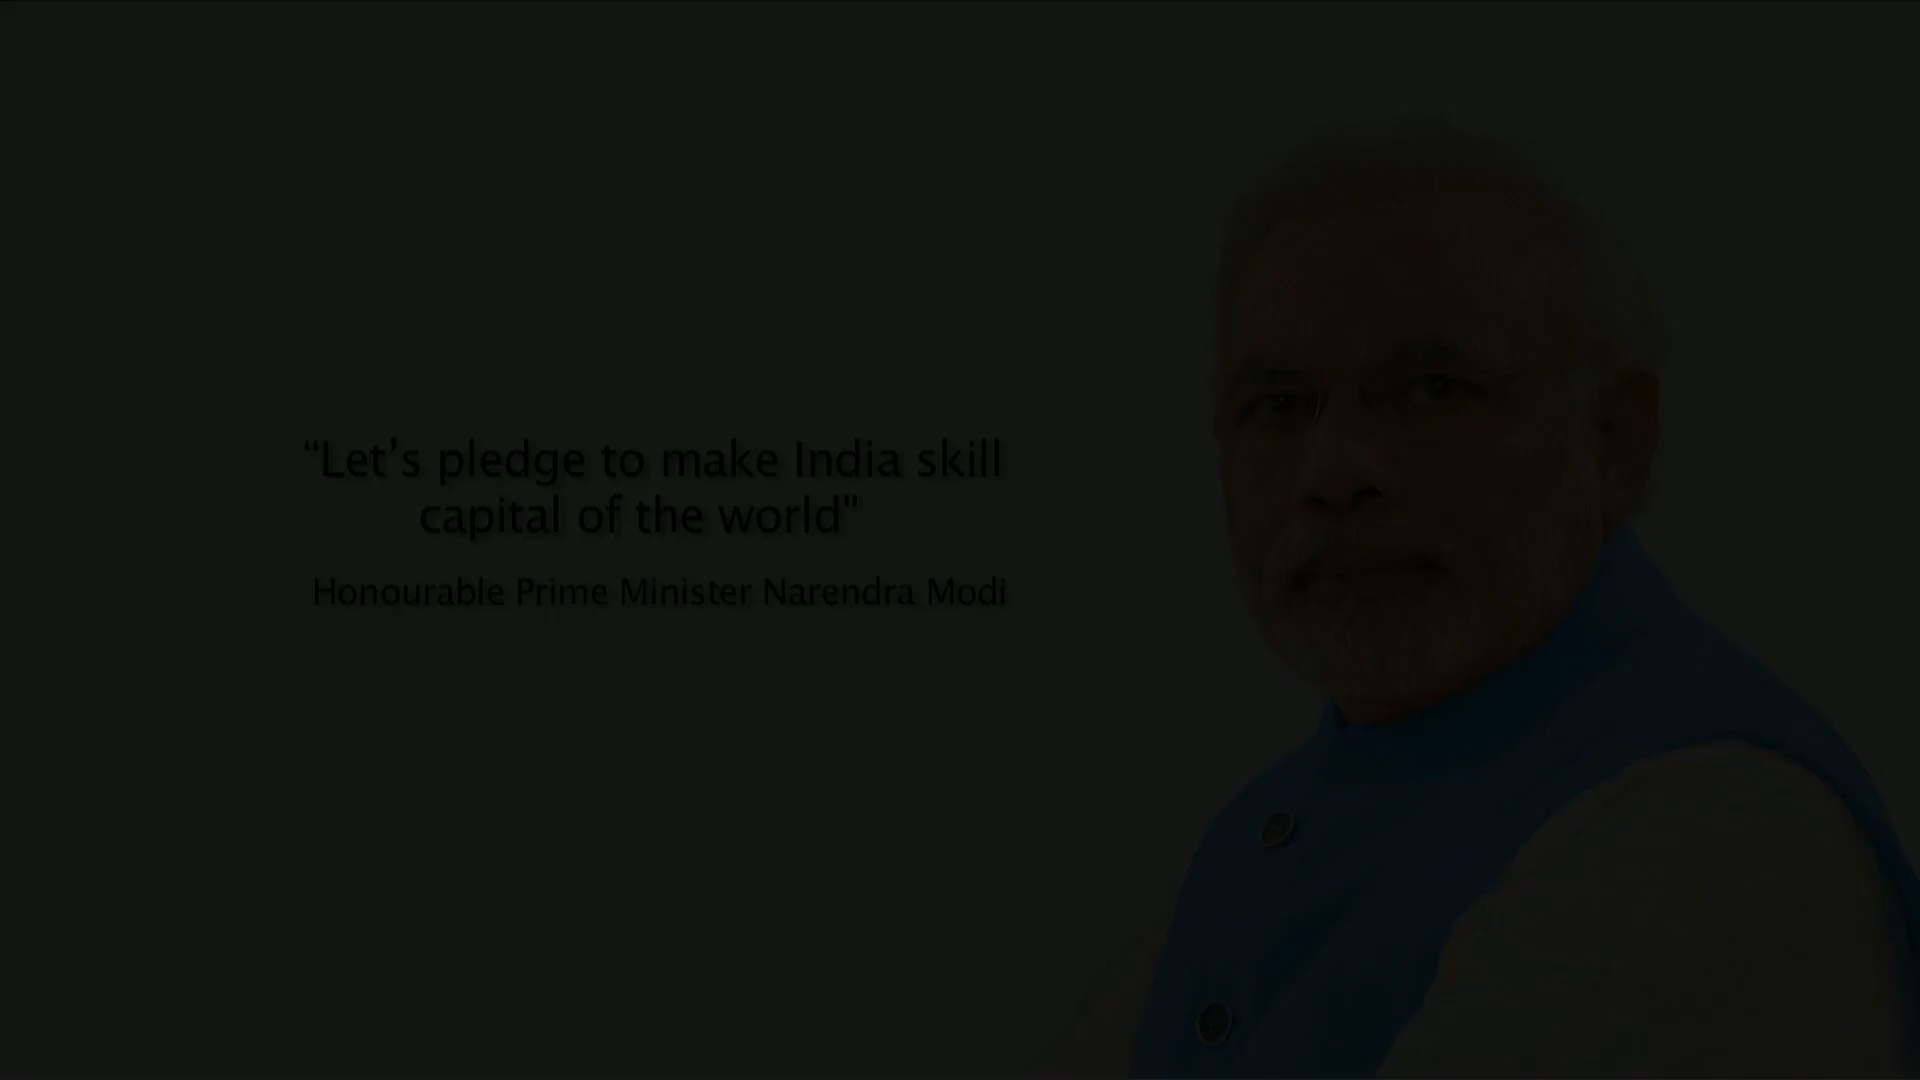 “Let’s pledge to make India skill
capital of the world"
Honourable Prime Minister Narendra Modi